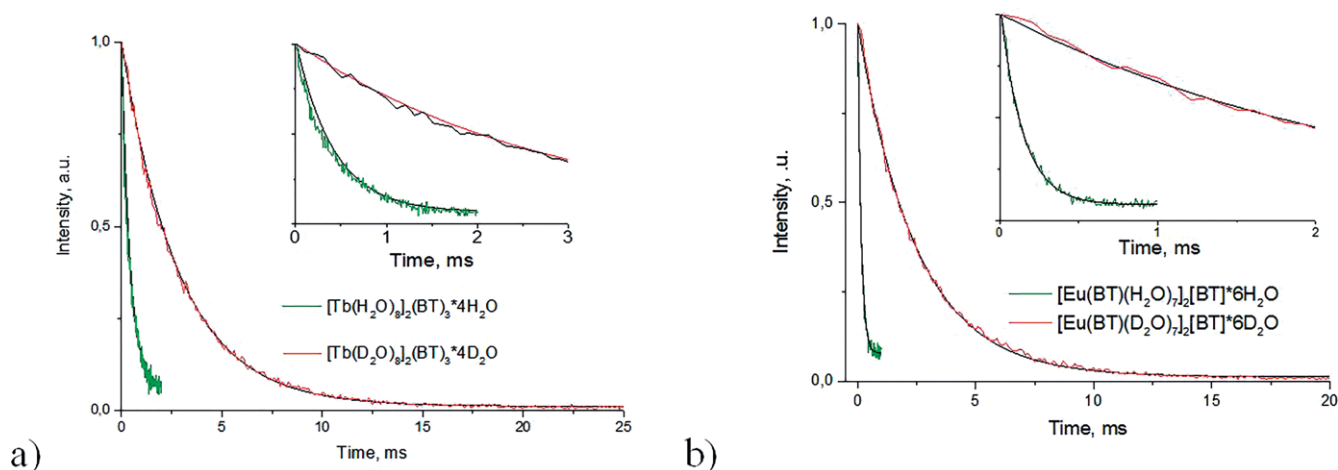 1,0
0,5
0,0
Intensity, a.u.
0 5 10 15 20 25
Time, ms
0 1 2 3
Time, ms
[Tb(H₂O)₈]₂(BT)₃*4H₂O
[Tb(D₂O)₈]₂(BT)₃*4D₂O
a)
1,0
0,5
0,0
Intensity, .u.
0 5 10 15 20
Time, ms
0 1 2
Time, ms
[Eu(BT)(H₂O)₇]₂[BT]*6H₂O
[Eu(BT)(D₂O)₇]₂[BT]*6D₂O
b)